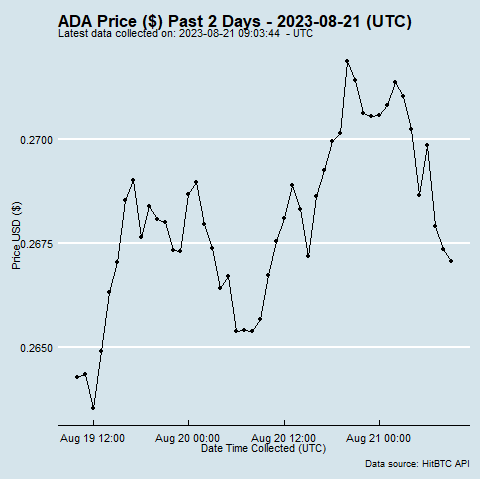 ADA Price ($) Past 2 Days - 2023-08-21 (UTC)
Latest data collected on: 2023-08-21 09:03:44 - UTC
Price USD ($)
0.2700
0.2675
0.2650
Aug 19 12:00
Aug 20 00:00
Aug 20 12:00
Aug 21 00:00
Date Time Collected (UTC)
Data source: HitBTC API